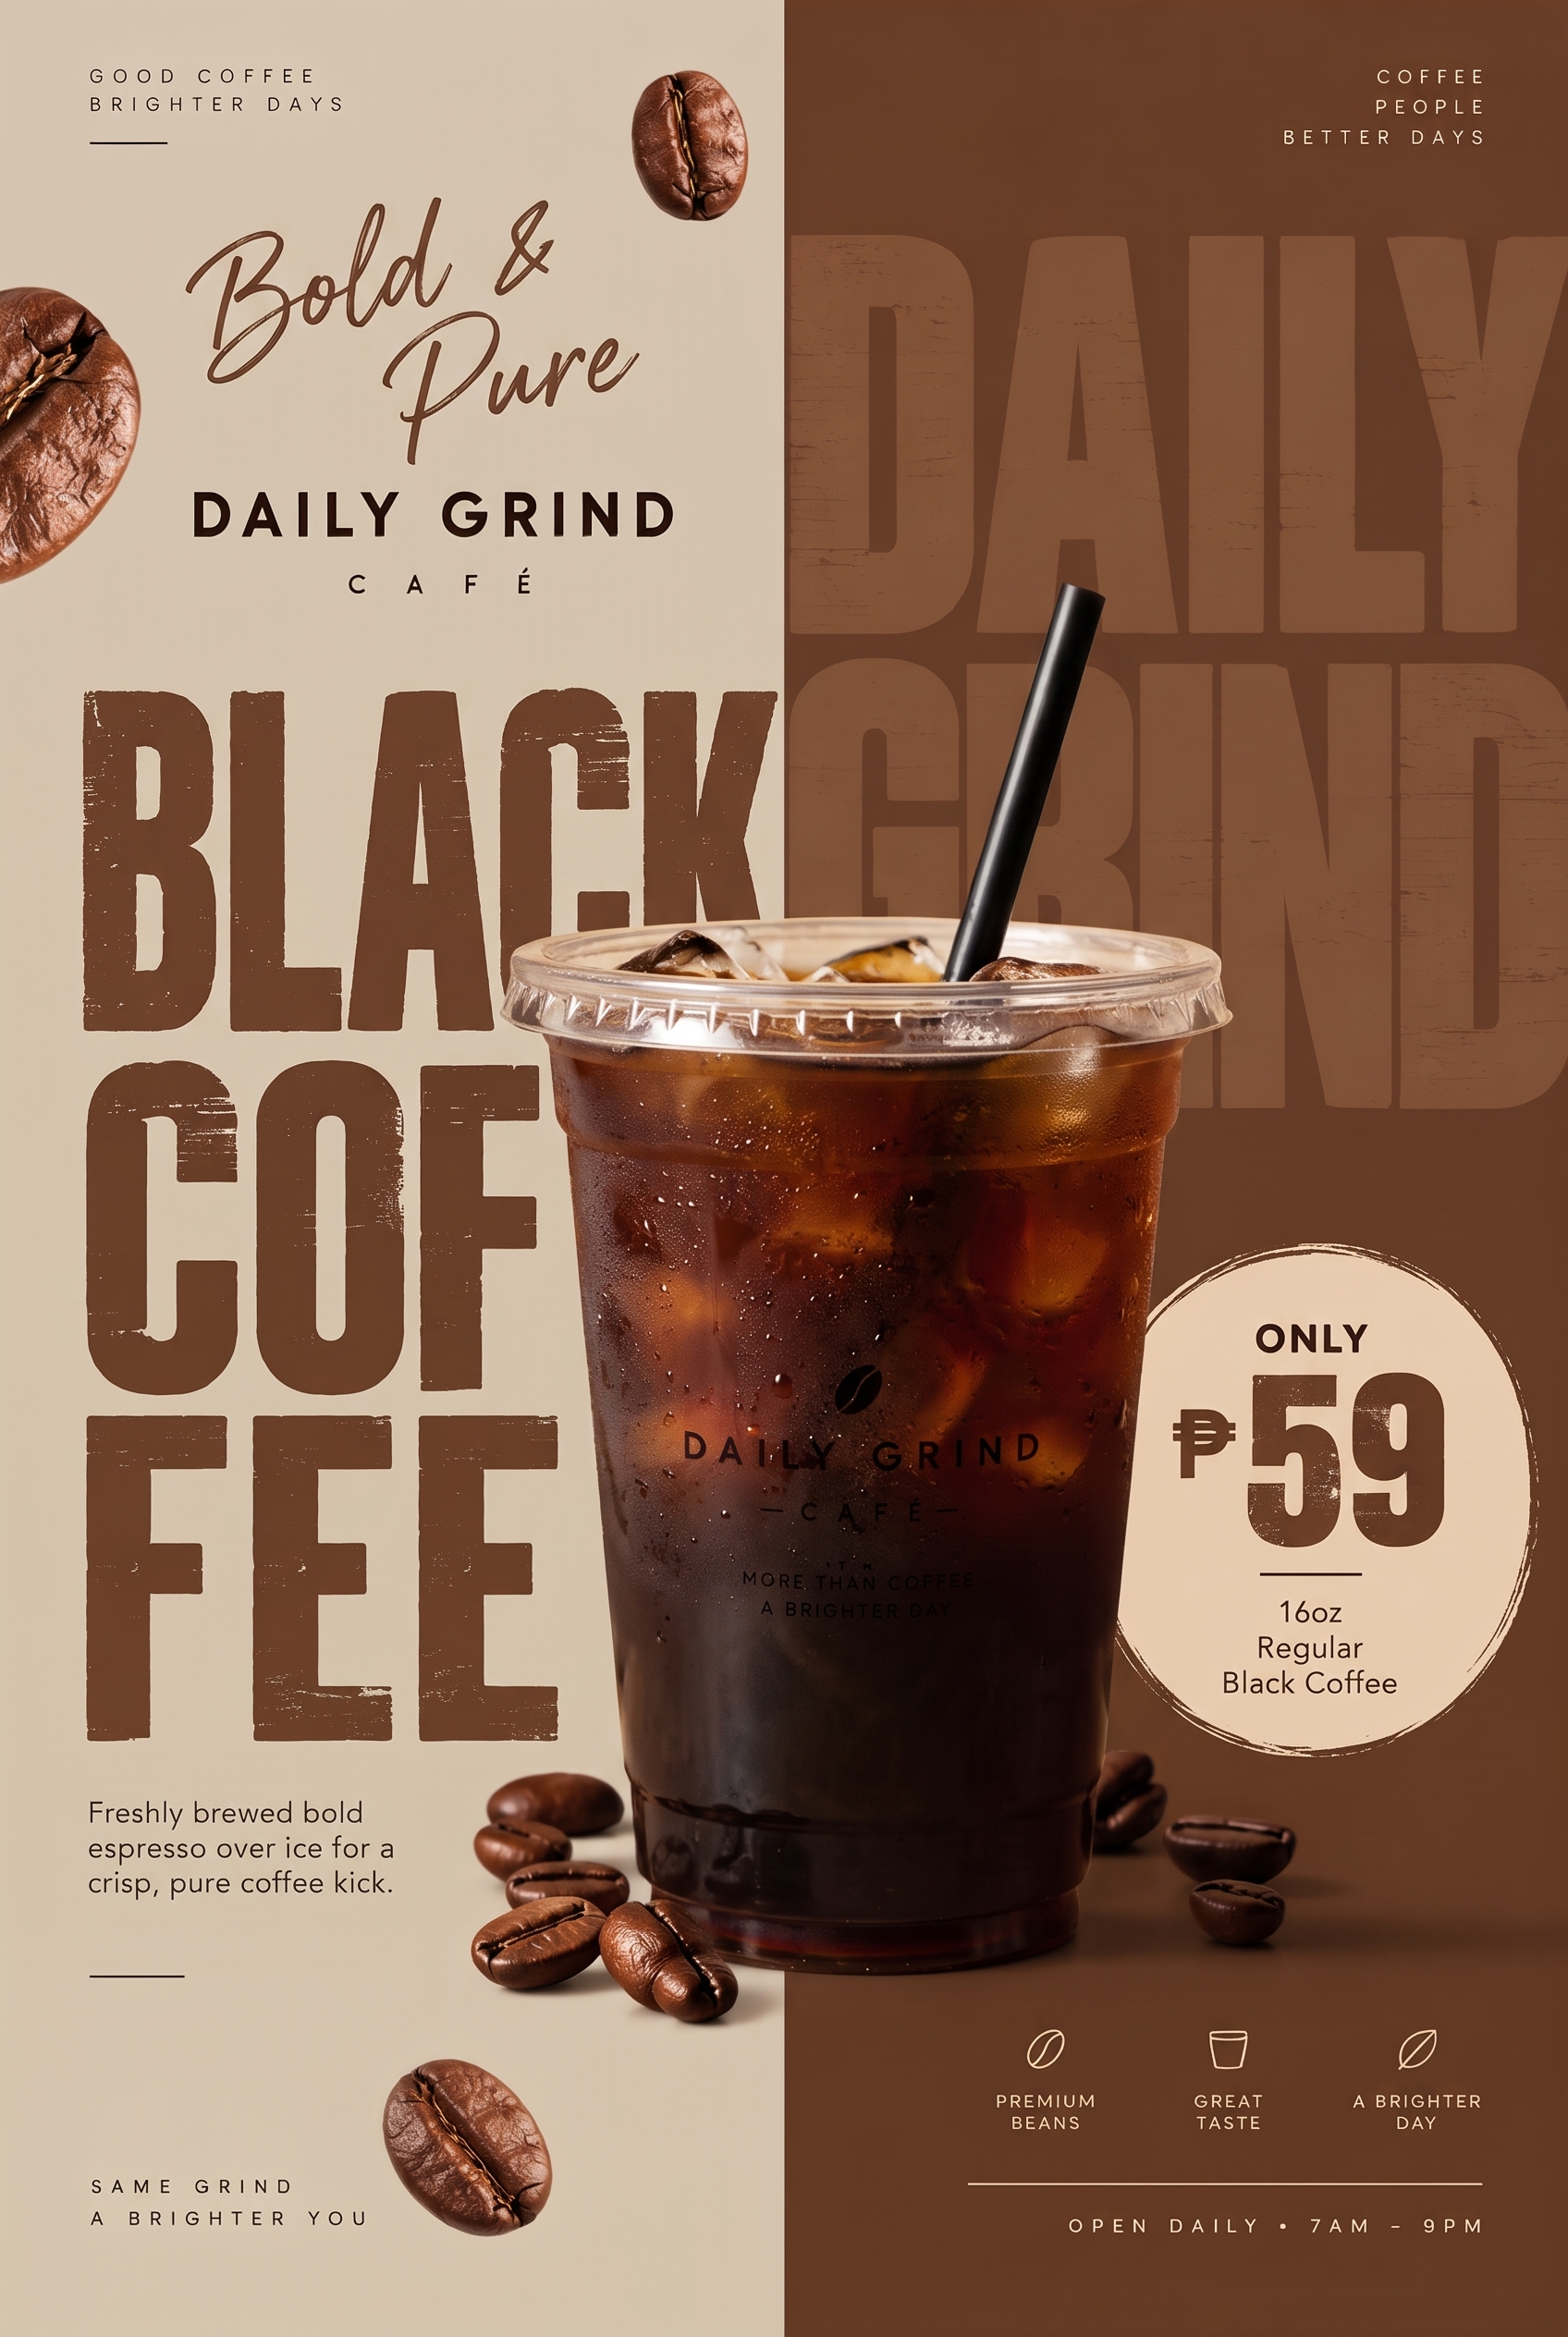 GOOD COFFEE
BRIGHTER DAYS
COFFEE
PEOPLE
BETTER DAYS
Bold &
Pure
DAILY GRIND
CAFÉ
DAILY
GRIND
BLACK
COF
FEE
DAILY GRIND
— CAFÉ —
MORE THAN COFFEE
A BRIGHTER DAY
ONLY
₱59
16oz
Regular
Black Coffee
Freshly brewed bold
espresso over ice for a
crisp, pure coffee kick.
PREMIUM
BEANS
GREAT
TASTE
A BRIGHTER
DAY
SAME GRIND
A BRIGHTER YOU
OPEN DAILY • 7AM – 9PM